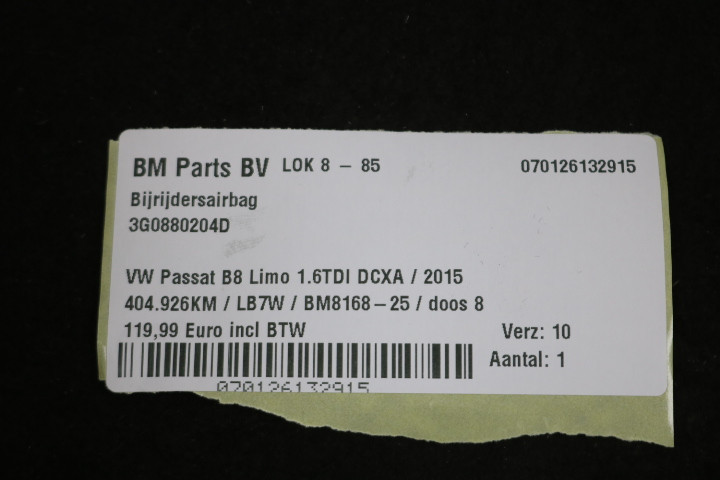 BM Parts BV LOK 8 - 85 070126132915
Bijrijdersairbag
3G0880204D
VW Passat B8 Limo 1.6TDI DCXA / 2015
404.926KM / LB7W / BM8168-25 / doos 8
119,99 Euro incl BTW Verz: 10
Aantal: 1
070126132915